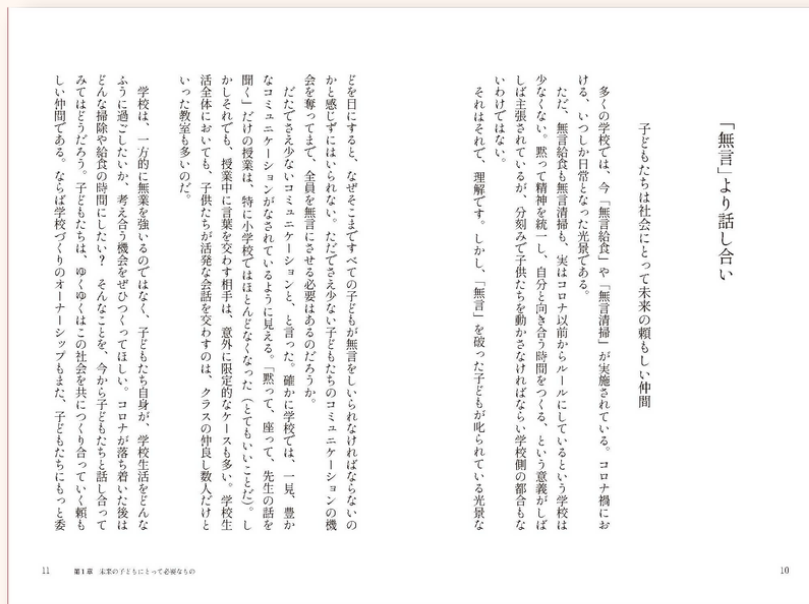 「無言」より話し合い
子どもたちは社会にとって未来の頼もしい仲間
多くの学校では、今「無言給食」や「無言清掃」が実施されている。コロナ禍にお
ける、いつしか日常となった光景である。
ただ、無言給食も無言清掃も、実はコロナ以前からルールにしているという学校は
少なくない。黙って精神を統一し、自分と向き合う時間をつくる、という意義がしば
しば主張されているが、分刻みで子供たちを動かさなければならい学校側の都合もな
いわけではない。
それはそれで、理解です。しかし、「無言」を破った子どもが叱られている光景な
10
どを目にすると、なぜそこまですべての子どもが無言をしいられなければならないの
かと感じずにはいられない。ただでさえ少ない子どもたちのコミュニケーションの機
会を奪ってまで、全員を無言にさせる必要はあるのだろうか。
だたでさえ少ないコミュニケーションと、と言った。確かに学校では、一見、豊か
なコミュニケーションがなされているように見える。「黙って、座って、先生の話を
聞く」だけの授業は、特に小学校ではほとんどなくなった(とてもいいことだ)。し
かしそれでも、授業中に言葉を交わす相手は、意外に限定的なケースも多い。学校生
活全体においても、子供たちが活発な会話を交わすのは、クラスの仲良し数人だけと
いった教室も多いのだ。
学校は、一方的に無業を強いるのではなく、子どもたち自身が、学校生活をどんな
ふうに過ごしたいか、考え合う機会をぜひつくってほしい。コロナが落ち着いた後は
どんな掃除や給食の時間にしたい? そんなことを、今から子どもたちと話し合って
みてはどうだろう。子どもたちは、ゆくゆくはこの社会を共につくり合っていく頼も
しい仲間である。ならば学校づくりのオーナーシップもまた、子どもたちにもっと委
11
第1章 未来の子どもにとって必要なもの